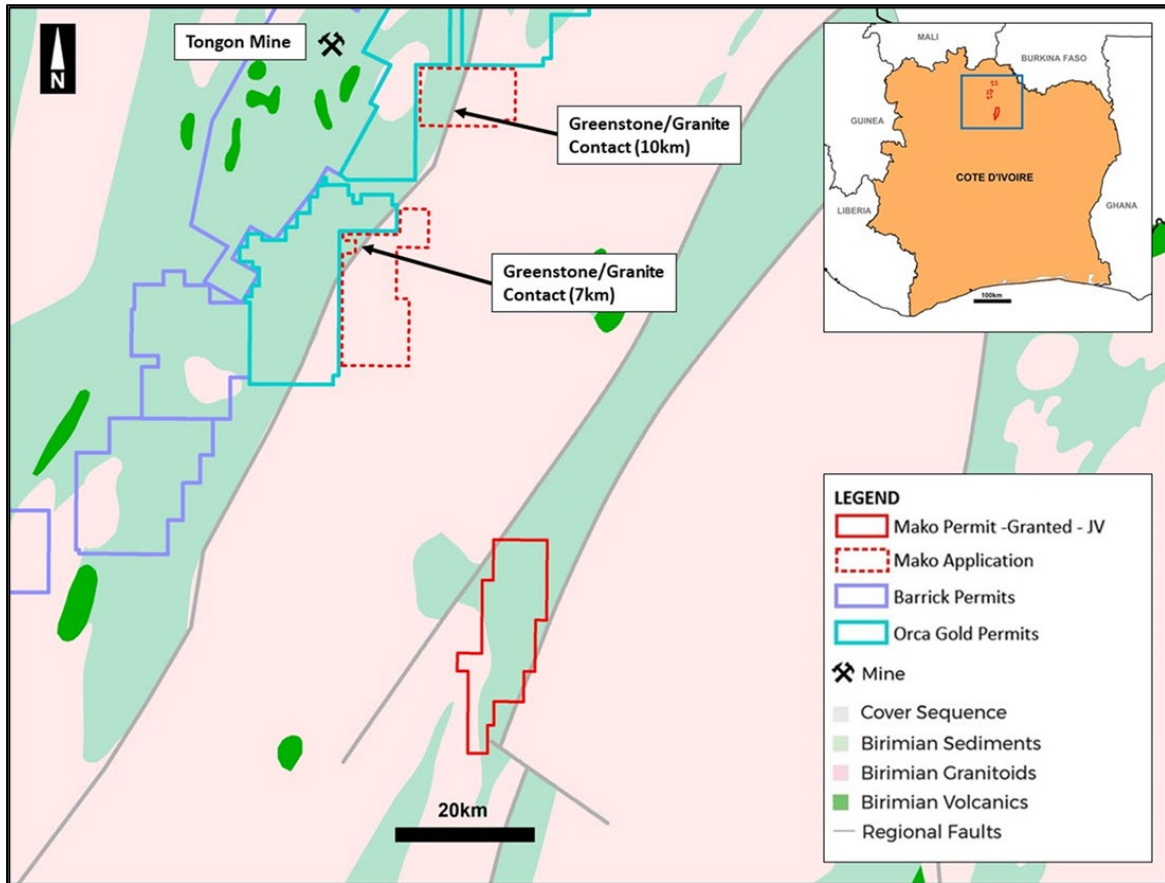 N
Tongon Mine
Greenstone/Granite
Contact (10km)
Greenstone/Granite
Contact (7km)
20km
MALI
BURKINA FASO
GUINEA
COTE D'IVOIRE
GHANA
LIBERIA
100km
LEGEND
Mako Permit -Granted - JV
Mako Application
Barrick Permits
Orca Gold Permits
Mine
Cover Sequence
Birimian Sediments
Birimian Granitoids
Birimian Volcanics
Regional Faults